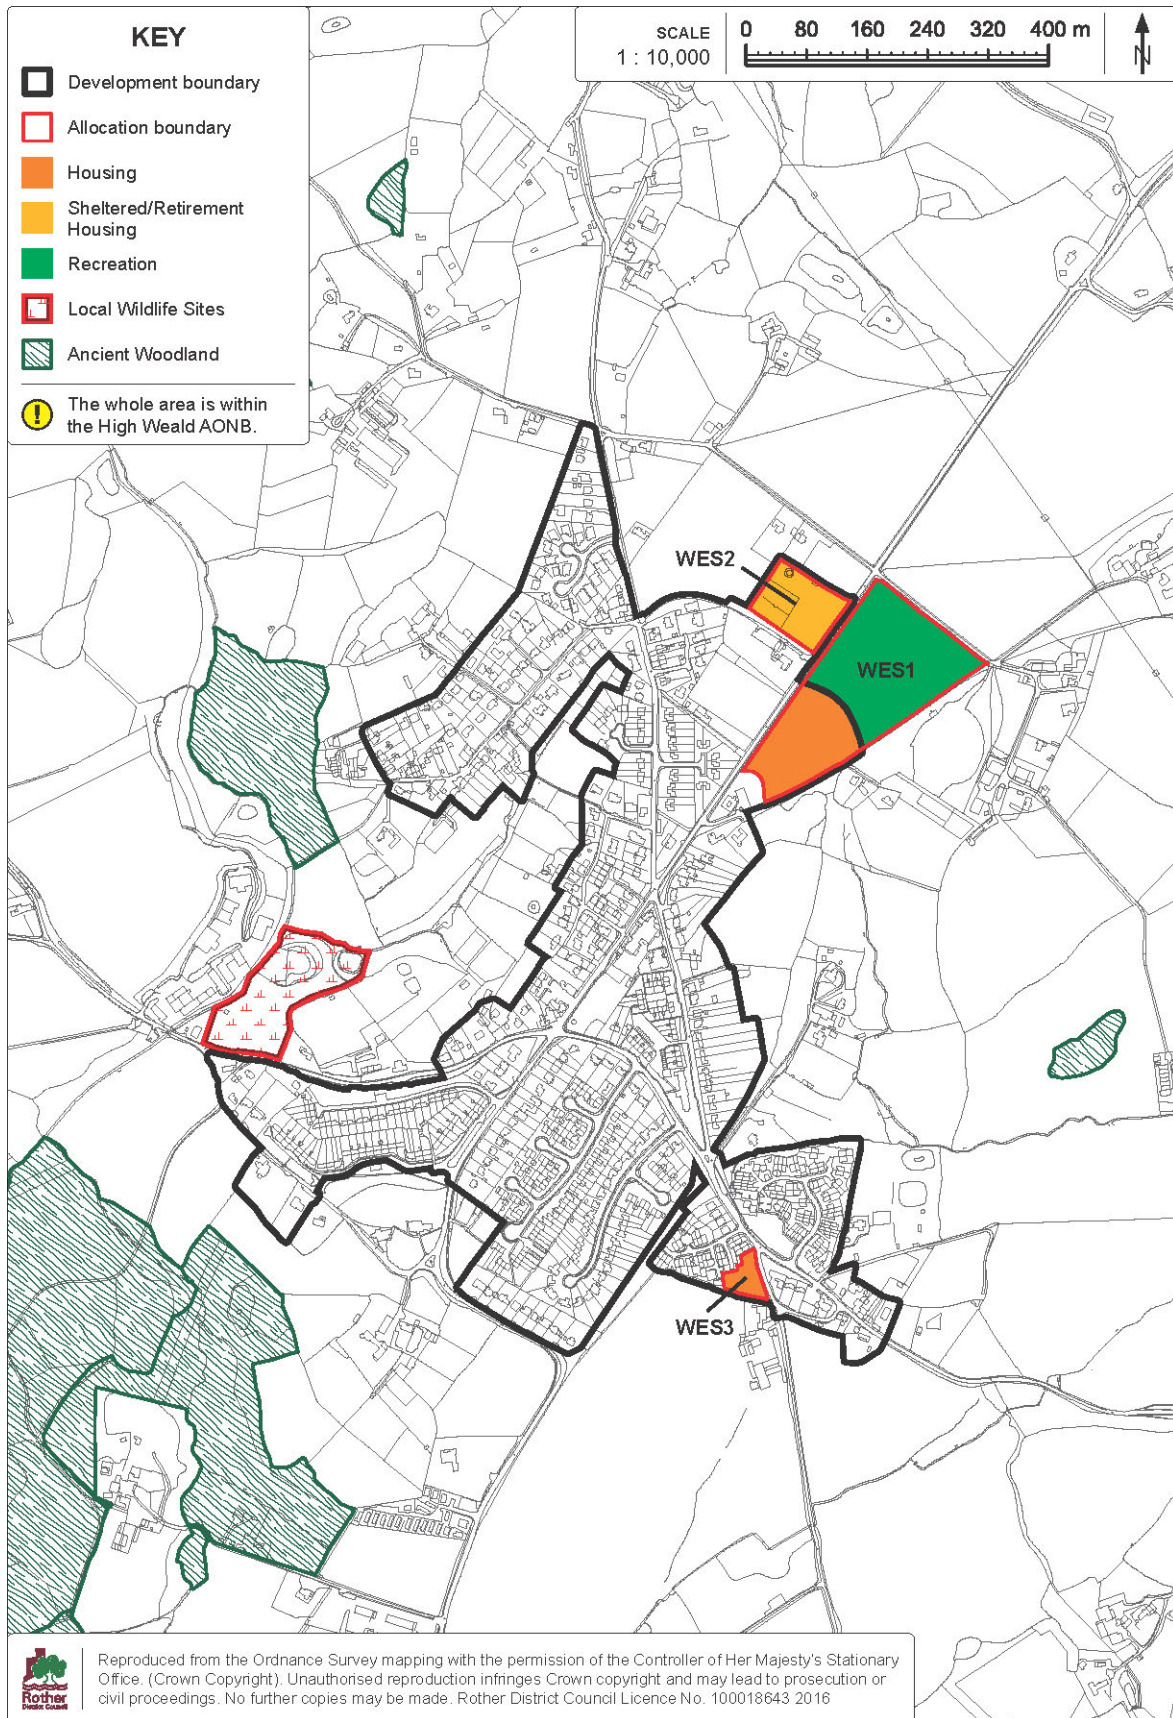 KEY
Development boundary
Allocation boundary
Housing
Sheltered/Retirement
Housing
Recreation
Local Wildlife Sites
Ancient Woodland
!
The whole area is within
the High Weald AONB.
SCALE
1 : 10,000
0 80 160 240 320 400 m
N
WES2
WES1
WES3
Rother
District Council
Reproduced from the Ordnance Survey mapping with the permission of the Controller of Her Majesty's Stationary
Office. (Crown Copyright). Unauthorised reproduction infringes Crown copyright and may lead to prosecution or
civil proceedings. No further copies may be made. Rother District Council Licence No. 100018643 2016